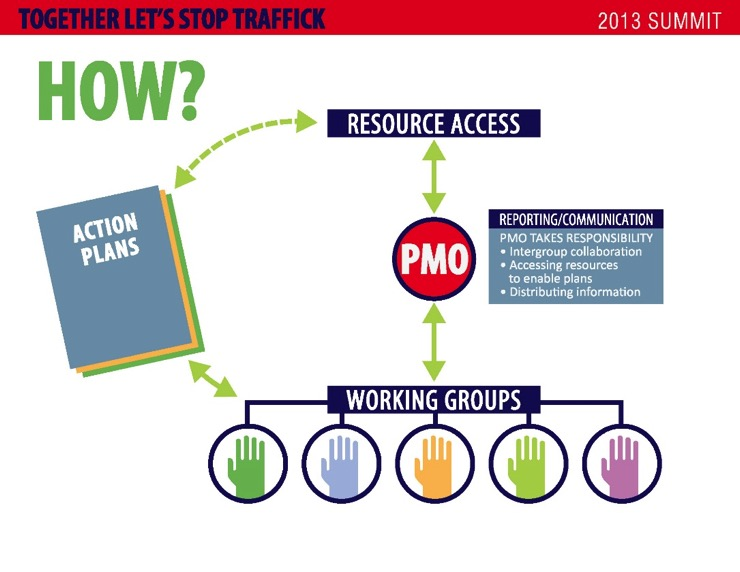 TOGETHER LET'S STOP TRAFFICK
2013 SUMMIT
HOW?
RESOURCE ACCESS
ACTION
PLANS
PMO
REPORTING/COMMUNICATION
PMO TAKES RESPONSIBILITY
• Intergroup collaboration
• Accessing resources
to enable plans
• Distributing information
WORKING GROUPS